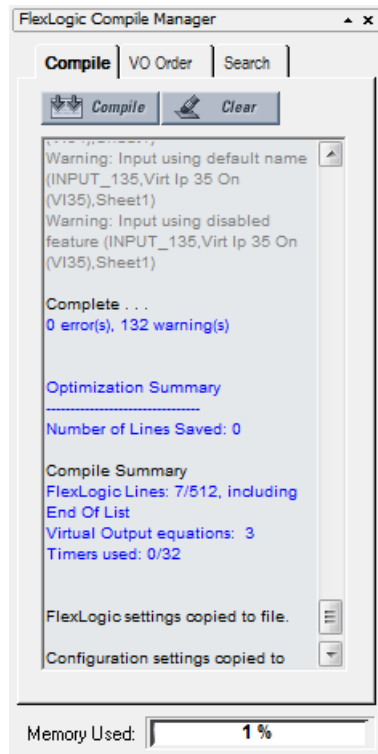 FlexLogic Compile Manager
Compile VO Order Search
Compile Clear
(VI34),Sheet1)
Warning: Input using default name
(INPUT_135,Virt Ip 35 On
(VI35),Sheet1)
Warning: Input using disabled
feature (INPUT_135,Virt Ip 35 On
(VI35),Sheet1)
Complete . . .
0 error(s), 132 warning(s)
Optimization Summary
--------------------------------
Number of Lines Saved: 0
Compile Summary
FlexLogic Lines: 7/512, including
End Of List
Virtual Output equations: 3
Timers used: 0/32
FlexLogic settings copied to file.
Configuration settings copied to
Memory Used: 1 %